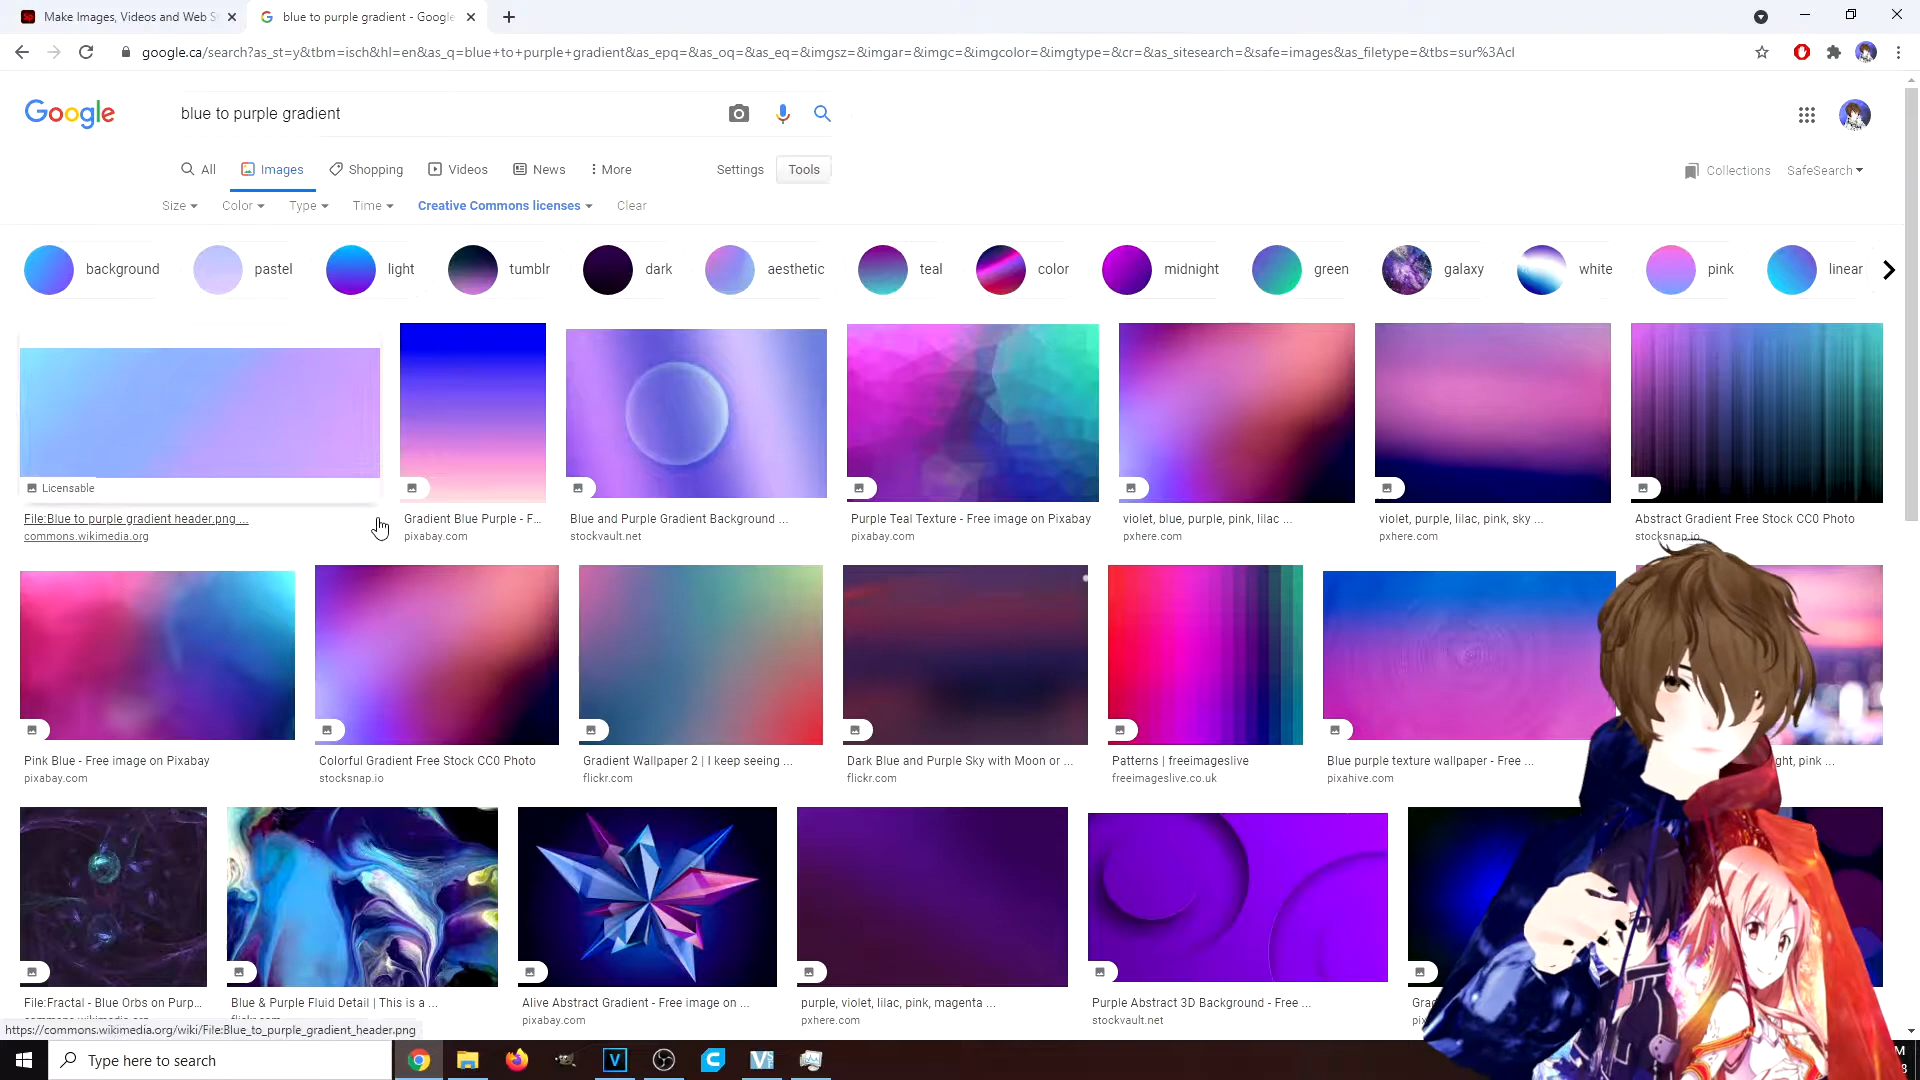 Make Images, Videos and Web S
blue to purple gradient - Google
google.ca/search?as_st=y&tbm=isch&hl=en&as_q=blue+to+purple+gradient&as_epq=&as_oq=&as_eq=&imgsz=&imgar=&imgc=&imgcolor=&imgtype=&cr=&as_sitesearch=&safe=images&as_filetype=&tbs=sur%3Acl
Google
blue to purple gradient
All Images Shopping Videos News More Settings Tools
Collections SafeSearch
Size Color Type Time Creative Commons licenses Clear
background pastel light tumblr dark aesthetic teal color midnight green galaxy white pink linear
Licensable
File:Blue to purple gradient header.png ...
commons.wikimedia.org
Gradient Blue Purple - F...
pixabay.com
Blue and Purple Gradient Background ...
stockvault.net
Purple Teal Texture - Free image on Pixabay
pixabay.com
violet, blue, purple, pink, lilac ...
pxhere.com
violet, purple, lilac, pink, sky ...
pxhere.com
Abstract Gradient Free Stock CC0 Photo
stocksnap.io
Pink Blue - Free image on Pixabay
pixabay.com
Colorful Gradient Free Stock CC0 Photo
stocksnap.io
Gradient Wallpaper 2 | I keep seeing ...
flickr.com
Dark Blue and Purple Sky with Moon or ...
flickr.com
Patterns | freeimageslive
freeimageslive.co.uk
Blue purple texture wallpaper - Free ...
pixahive.com
ght, pink ...
File:Fractal - Blue Orbs on Purp...
commons.wikimedia.org
Blue & Purple Fluid Detail | This is a ...
flickr.com
Alive Abstract Gradient - Free image on ...
pixabay.com
purple, violet, lilac, pink, magenta ...
pxhere.com
Purple Abstract 3D Background - Free ...
stockvault.net
Grad
pix
https://commons.wikimedia.org/wiki/File:Blue_to_purple_gradient_header.png
Type here to search